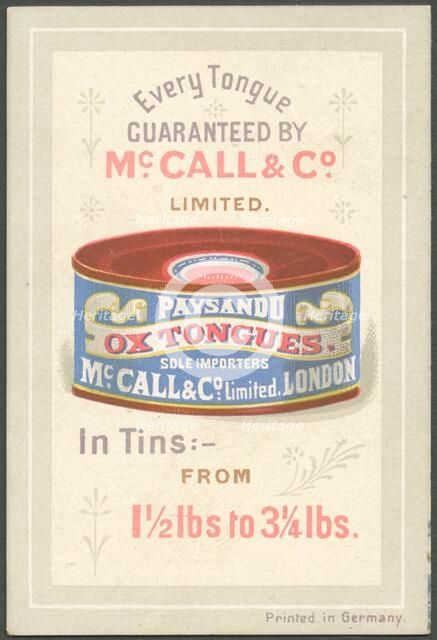 Every Tongue
GUARANTEED BY
Mc CALL & Co
LIMITED.
PAYSANDU
OX TONGUES.
SOLE IMPORTERS
Mc CALL & Co Limited. LONDON
In Tins:-
FROM
1½ lbs to 3¼ lbs.
Printed in Germany.